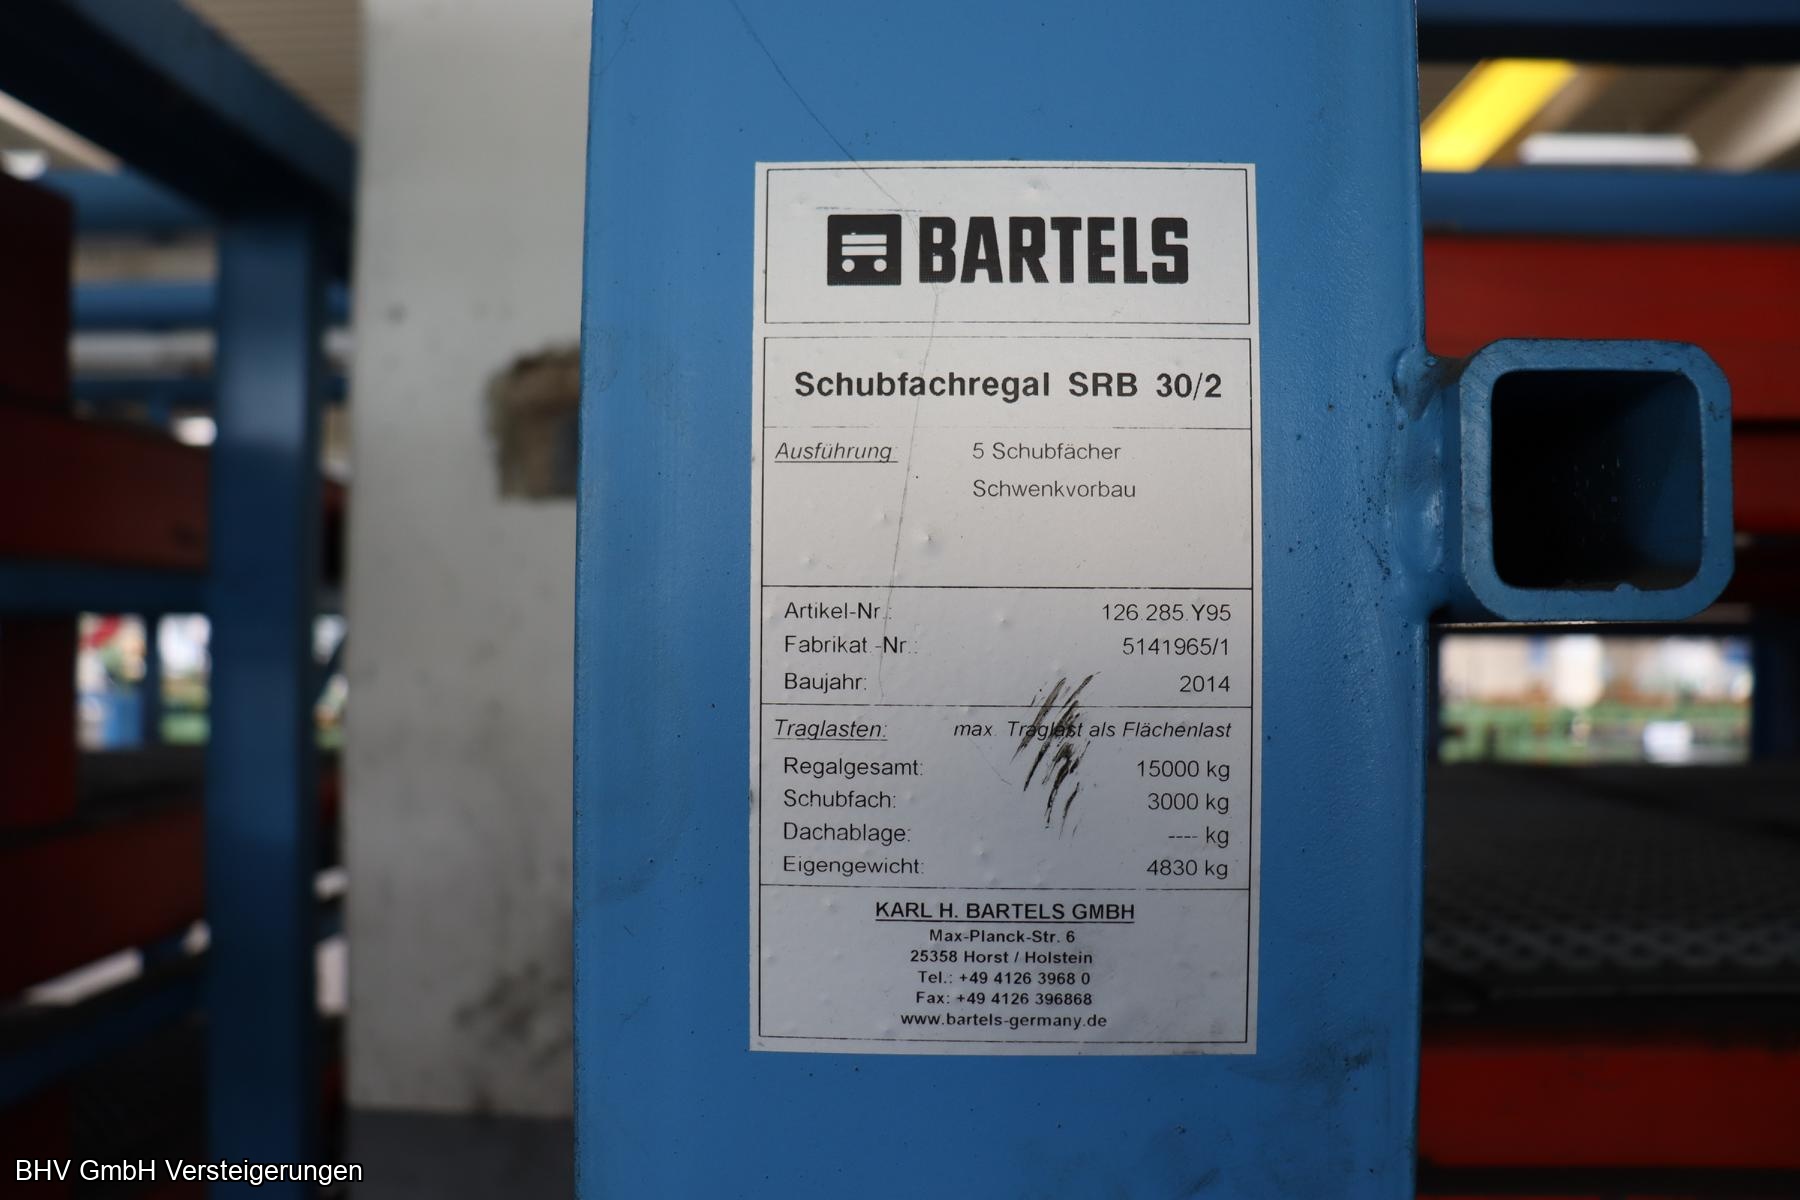 BARTELS
Schubfachregal SRB 30/2
Ausführung: 5 Schubfächer
Schwenkvorbau
Artikel-Nr.: 126.285.Y95
Fabrikat.-Nr.: 5141965/1
Baujahr: 2014
Traglasten: max. Traglast als Flächenlast
Regalgesamt: 15000 kg
Schubfach: 3000 kg
Dachablage: ---- kg
Eigengewicht: 4830 kg
KARL H. BARTELS GMBH
Max-Planck-Str. 6
25358 Horst / Holstein
Tel.: +49 4126 3968 0
Fax: +49 4126 396868
www.bartels-germany.de
BHV GmbH Versteigerungen